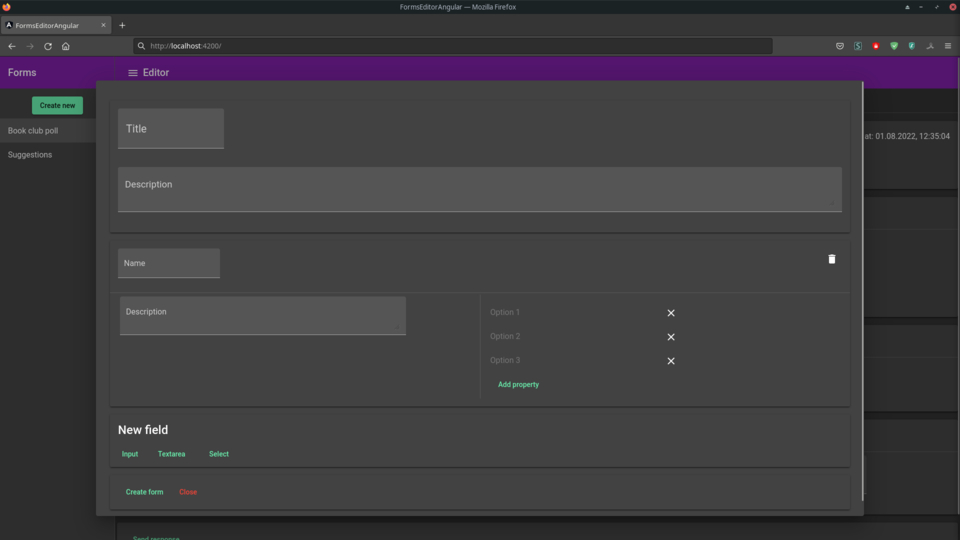 FormsEditorAngular — Mozilla Firefox
FormsEditorAngular
http://localhost:4200/
Forms
Editor
Create new
Book club poll
Suggestions
at: 01.08.2022, 12:35:04
Title
Description
Name
Description
Option 1
Option 2
Option 3
Add property
New field
Input Textarea Select
Create form Close
Send response